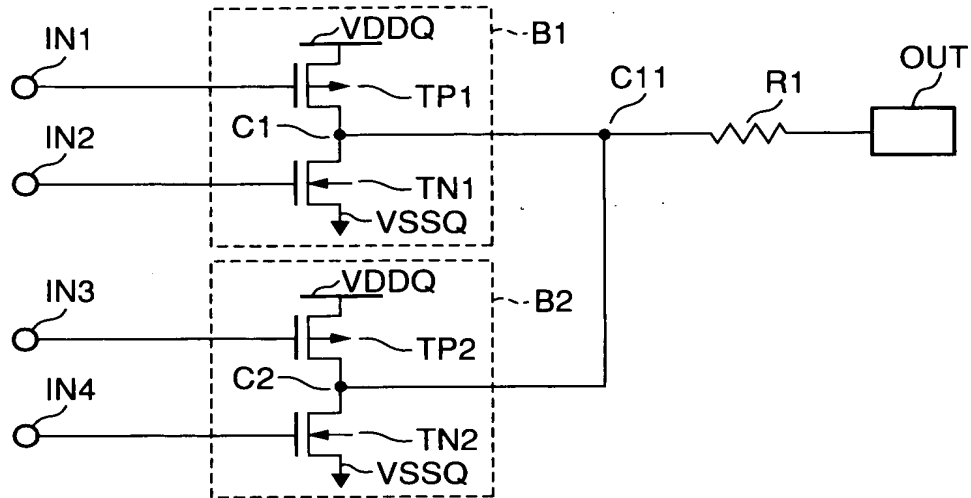 VDDQ
B1
IN1
OUT
C11
R1
TP1
C1
IN2
TN1
VSSQ
VDDQ
B2
IN3
TP2
C2
IN4
TN2
VSSQ